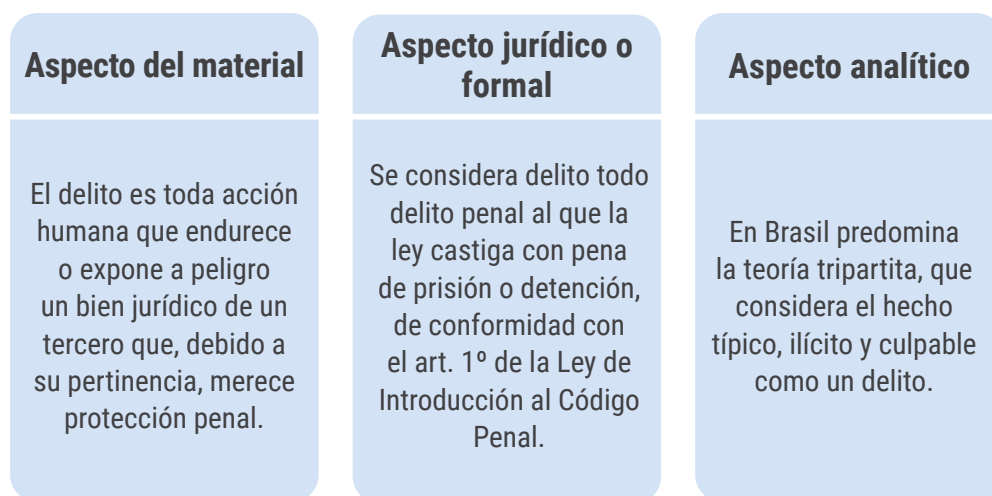 Aspecto del material
El delito es toda acción
humana que endurece
o expone a peligro
un bien jurídico de un
tercero que, debido a
su pertinencia, merece
protección penal.
Aspecto jurídico o
formal
Se considera delito todo
delito penal al que la
ley castiga con pena
de prisión o detención,
de conformidad con
el art. 1º de la Ley de
Introducción al Código
Penal.
Aspecto analítico
En Brasil predomina
la teoría tripartita, que
considera el hecho
típico, ilícito y culpable
como un delito.